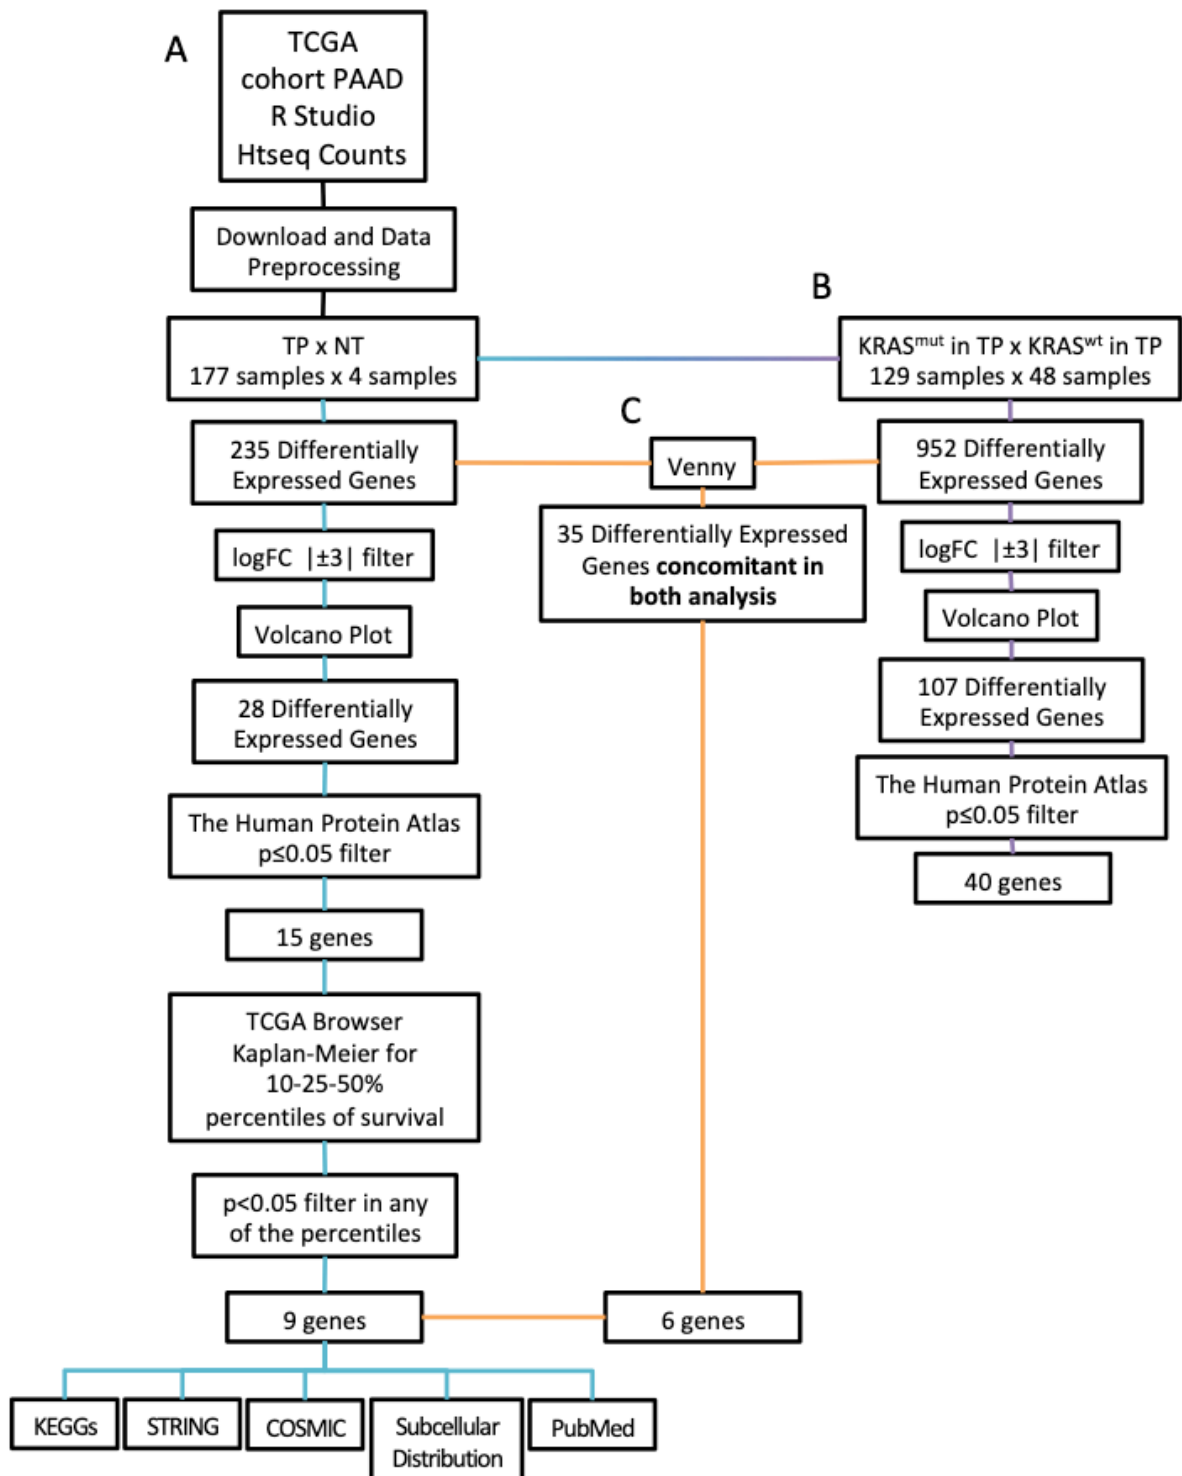 A
TCGA
cohort PAAD
R Studio
Htseq Counts
Download and Data
Preprocessing
TP x NT
177 samples x 4 samples
235 Differentially
Expressed Genes
logFC |±3| filter
Volcano Plot
28 Differentially
Expressed Genes
The Human Protein Atlas
p≤0.05 filter
15 genes
TCGA Browser
Kaplan-Meier for
10-25-50%
percentiles of survival
p<0.05 filter in any
of the percentiles
9 genes
KEGGs
STRING
COSMIC
Subcellular
Distribution
PubMed
B
KRASmut in TP x KRASwt in TP
129 samples x 48 samples
952 Differentially
Expressed Genes
logFC |±3| filter
Volcano Plot
107 Differentially
Expressed Genes
The Human Protein Atlas
p≤0.05 filter
40 genes
C
Venny
35 Differentially Expressed
Genes concomitant in
both analysis
6 genes